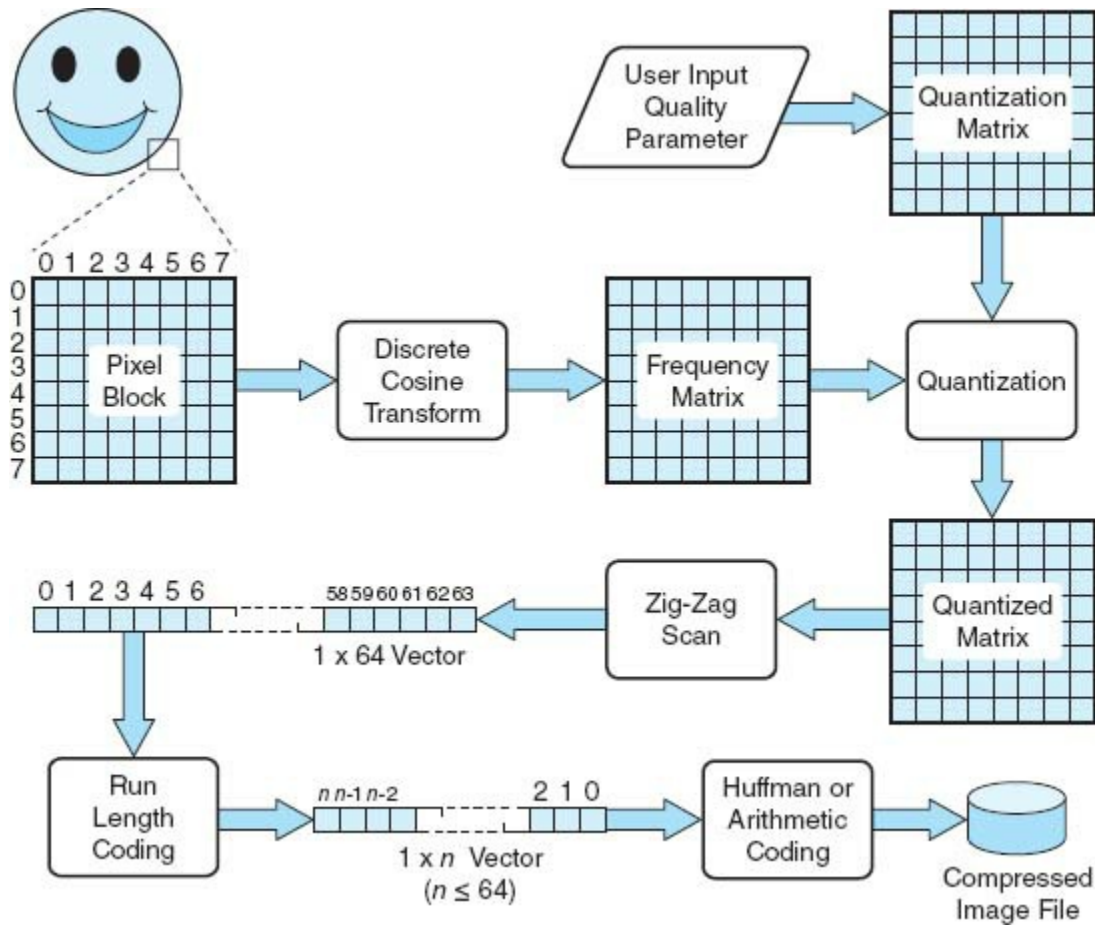 User Input
Quality
Parameter
Quantization
Matrix
0 1 2 3 4 5 6 7
0
1
2
3
4
5
6
7
Pixel
Block
Discrete
Cosine
Transform
Frequency
Matrix
Quantization
0 1 2 3 4 5 6
58 59 60 61 62 63
1 x 64 Vector
Zig-Zag
Scan
Quantized
Matrix
Run
Length
Coding
n n-1 n-2
2 1 0
1 x n Vector
(n ≤ 64)
Huffman or
Arithmetic
Coding
Compressed
Image File